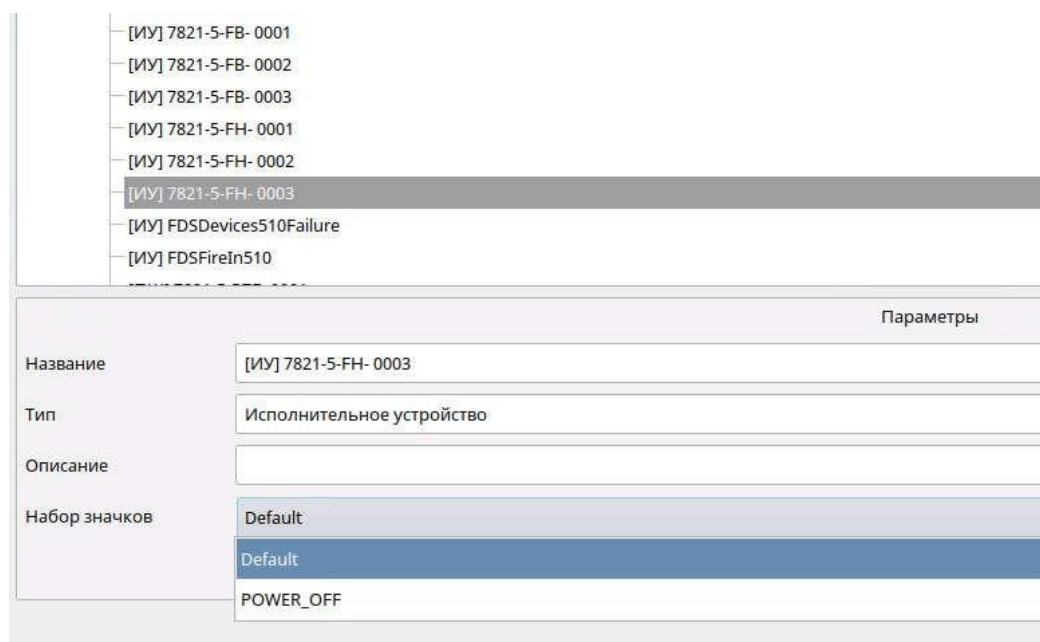 [ИУ] 7821-5-FB- 0001
[ИУ] 7821-5-FB- 0002
[ИУ] 7821-5-FB- 0003
[ИУ] 7821-5-FH- 0001
[ИУ] 7821-5-FH- 0002
[ИУ] 7821-5-FH- 0003
[ИУ] FDSDevices510Failure
[ИУ] FDSFireIn510
Параметры
Название [ИУ] 7821-5-FH- 0003
Тип Исполнительное устройство
Описание
Набор значков Default
Default
POWER_OFF